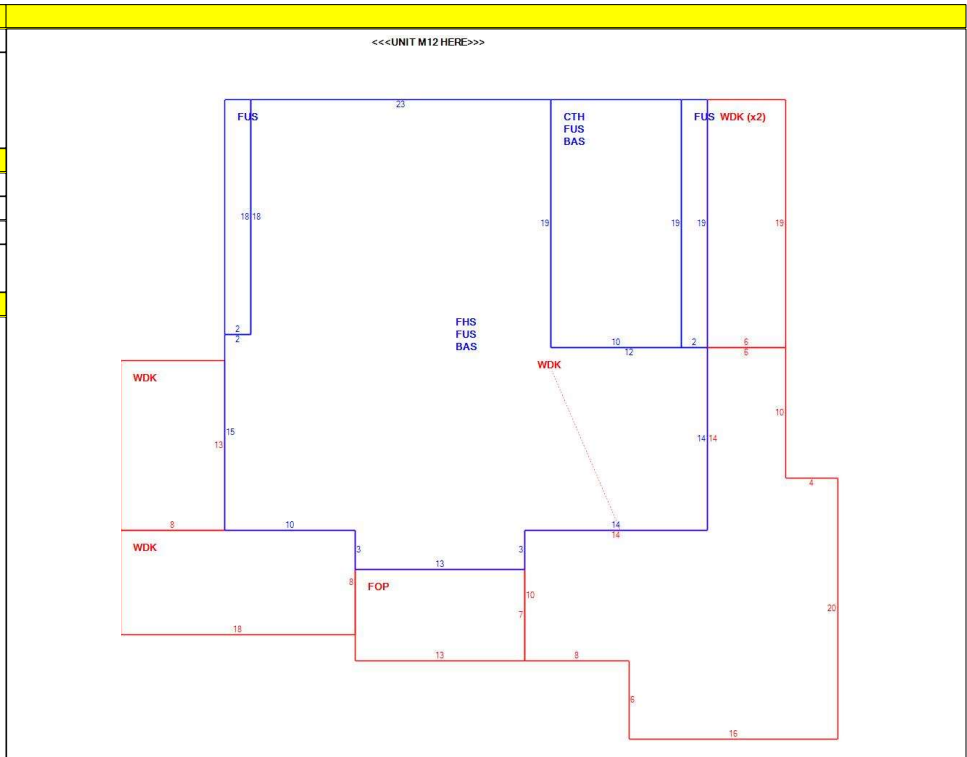 <<<UNIT M12 HERE>>>
23
FUS
CTH
FUS
BAS
FUS WDK (x2)
18 18
19
19
19
19
FHS
FUS
BAS
2
2
10
12
2
6
6
WDK
WDK
15
13
10
14 14
4
8
10
14
14
WDK
3
3
13
8
FOP
10
7
20
18
13
8
6
16